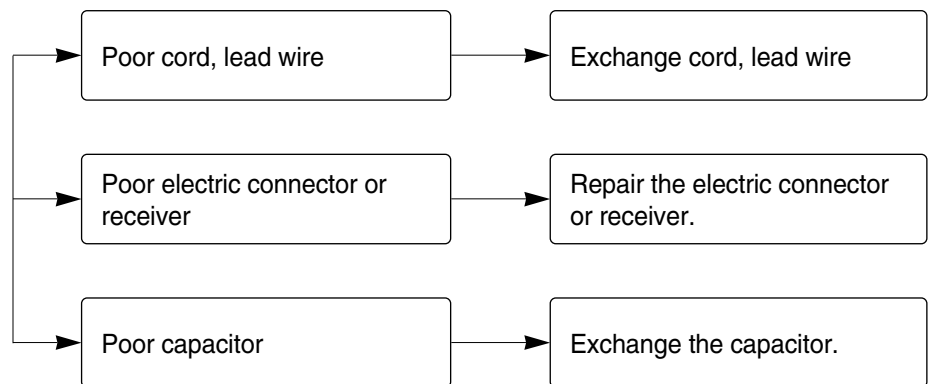 Poor cord, lead wire
Exchange cord, lead wire
Poor electric connector or
receiver
Repair the electric connector
or receiver.
Poor capacitor
Exchange the capacitor.